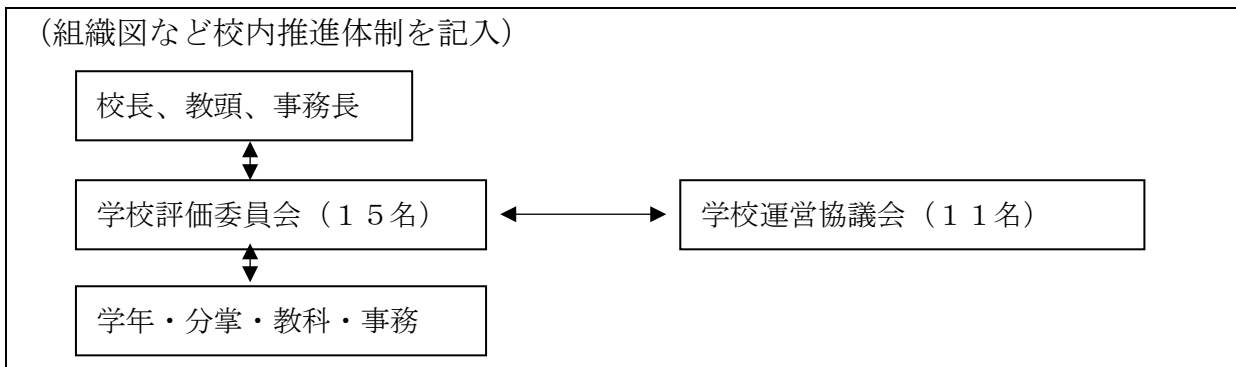 （組織図など校内推進体制を記入）
校長、教頭、事務長
学校評価委員会（１５名）
学校運営協議会（１１名）
学年・分掌・教科・事務